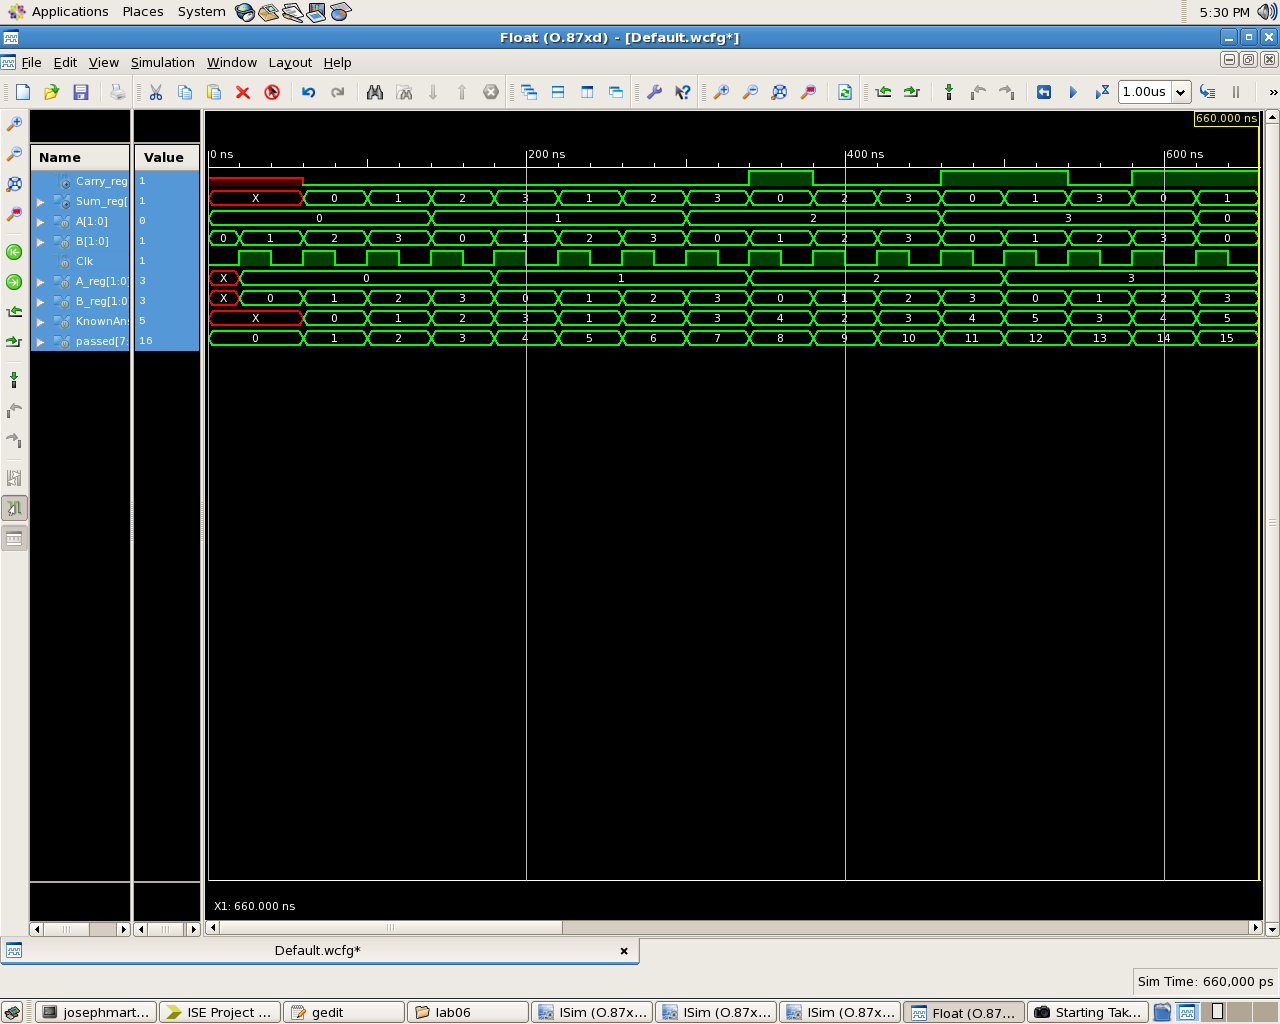 Applications Places System 5:30 PM
Float (O.87xd) - [Default.wcfg*]
File Edit View Simulation Window Layout Help
1.00us »
660.000 ns
Name Value 0 ns 200 ns 400 ns 600 ns
Carry_reg 1
Sum_reg[ 1 X 0 1 2 3 1 2 3 0 2 3 0 1 3 0 1
A[1:0] 0 0 1 2 3 0
B[1:0] 1 0 1 2 3 0 1 2 3 0 1 2 3 0 1 2 3 0
Clk 1
A_reg[1:0] 3 X 0 1 2 3
B_reg[1:0 3 X 0 1 2 3 0 1 2 3 0 1 2 3 0 1 2 3
KnownAn 5 X 0 1 2 3 1 2 3 4 2 3 4 5 3 4 5
passed[7: 16 0 1 2 3 4 5 6 7 8 9 10 11 12 13 14 15
X1: 660.000 ns
Default.wcfg*
Sim Time: 660,000 ps
josephmart... ISE Project ... gedit lab06 ISim (O.87x... ISim (O.87x... ISim (O.87x... Float (O.87... Starting Tak...